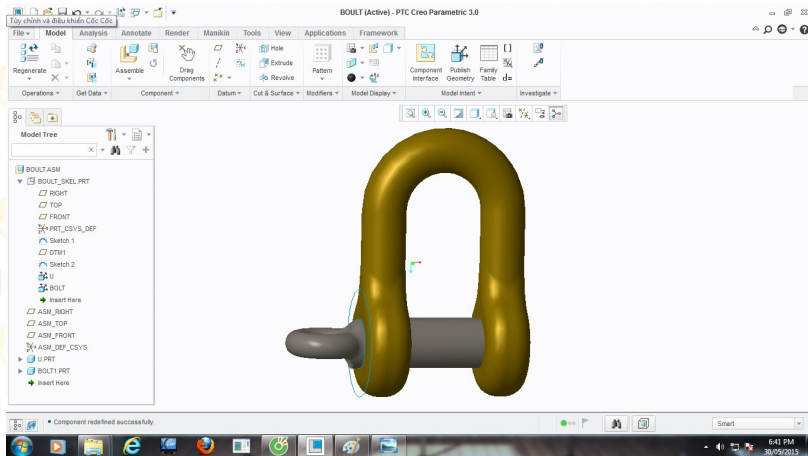 BOULT (Active) - PTC Creo Parametric 3.0
Tùy chỉnh và điều khiển Cốc Cốc
File Model Analysis Annotate Render Manikin Tools View Applications Framework
Regenerate
Assemble
Drag Components
Hole
Extrude
Revolve
Pattern
Component Interface
Publish Geometry
Family Table
d=
Operations Get Data Component Datum Cut & Surface Modifiers Model Display Model Intent Investigate
Model Tree
BOULT.ASM
BOULT_SKEL.PRT
RIGHT
TOP
FRONT
PRT_CSYS_DEF
Sketch 1
DTM1
Sketch 2
U
BOLT
Insert Here
ASM_RIGHT
ASM_TOP
ASM_FRONT
ASM_DEF_CSYS
U.PRT
BOLT1.PRT
Insert Here
Component redefined successfully.
Smart
6:41 PM
30/05/2015